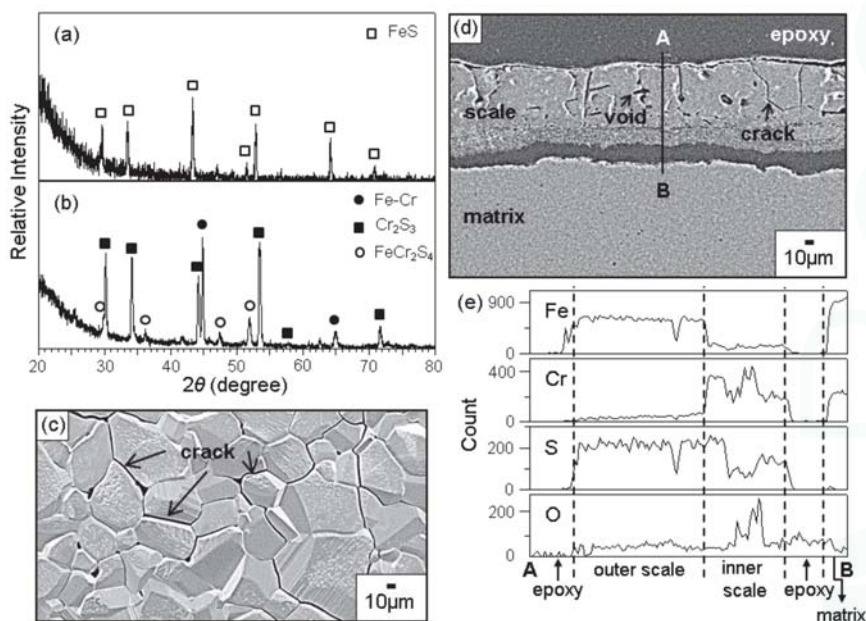 (a)
FeS
(b)
Fe-Cr
Cr₂S₃
FeCr₂S₄
Relative Intensity
20 30 40 50 60 70 80
2θ (degree)
(c)
crack
10μm
(d)
A
epoxy
scale
void
crack
B
matrix
10μm
(e)
900
Fe
0
400
Cr
0
Count
200
S
0
200
O
0
A
epoxy
outer scale
inner
scale
epoxy
B
matrix